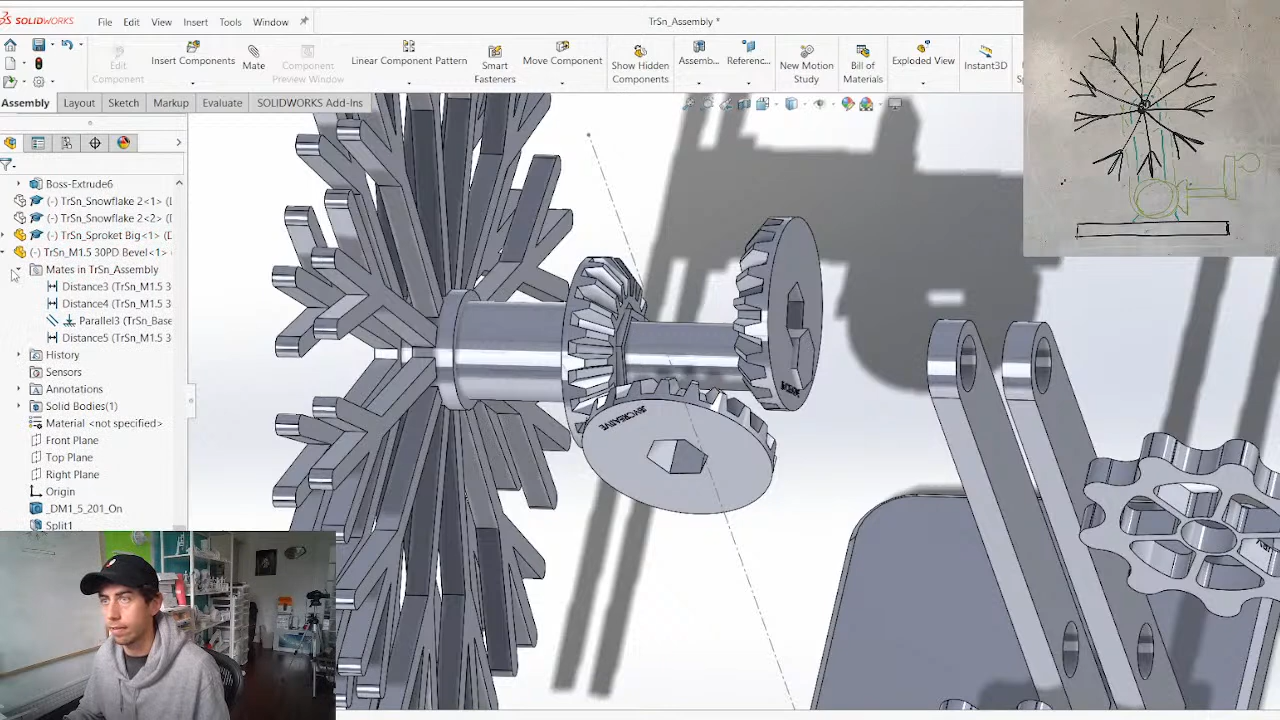 SOLIDWORKS File Edit View Insert Tools Window TrSn_Assembly *
Edit Component
Insert Components
Mate
Component Preview Window
Linear Component Pattern
Smart Fasteners
Move Component
Show Hidden Components
Assemb...
Referenc...
New Motion Study
Bill of Materials
Exploded View
Instant3D
Assembly Layout Sketch Markup Evaluate SOLIDWORKS Add-Ins
Boss-Extrude6
(-) TrSn_Snowflake 2<1> (
(-) TrSn_Snowflake 2<2> (
(-) TrSn_Sproket Big<1> (D
(-) TrSn_M1.5 30PD Bevel<1> (
Mates in TrSn_Assembly
Distance3 (TrSn_M1.5 3
Distance4 (TrSn_M1.5 3
Parallel3 (TrSn_Base
Distance5 (TrSn_M1.5 3
History
Sensors
Annotations
Solid Bodies(1)
Material <not specified>
Front Plane
Top Plane
Right Plane
Origin
_DM1_5_201_On
Split1